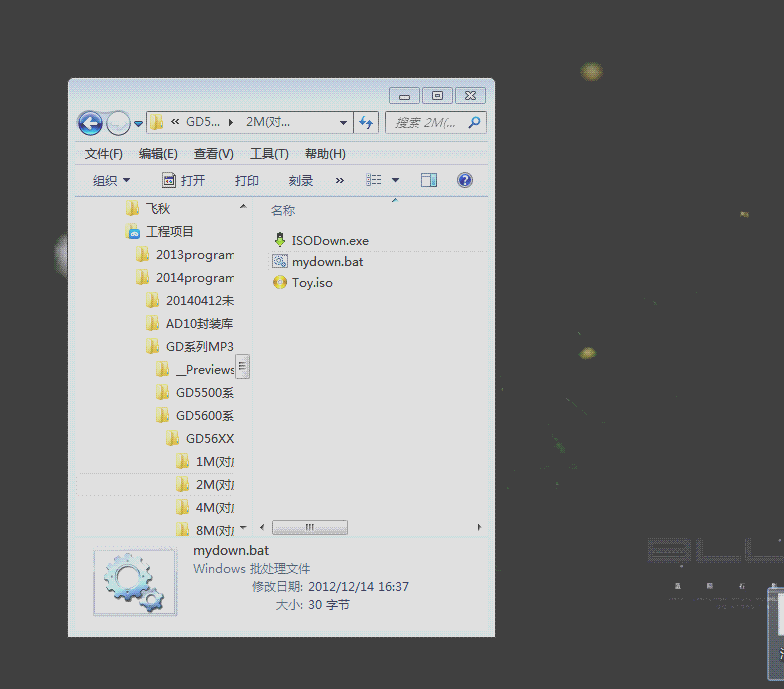 « GD5... 2M(对... 搜索 2M(...
文件(F) 编辑(E) 查看(V) 工具(T) 帮助(H)
组织 打开 打印 刻录 »
飞秋
工程项目
2013program
2014program
20140412未
AD10封装库
GD系列MP3
__Previews
GD5500系
GD5600系
GD56XX
1M(对应
2M(对应
4M(对应
8M(对应
名称
ISODown.exe
mydown.bat
Toy.iso
mydown.bat
Windows 批处理文件
修改日期: 2012/12/14 16:37
大小: 30 字节